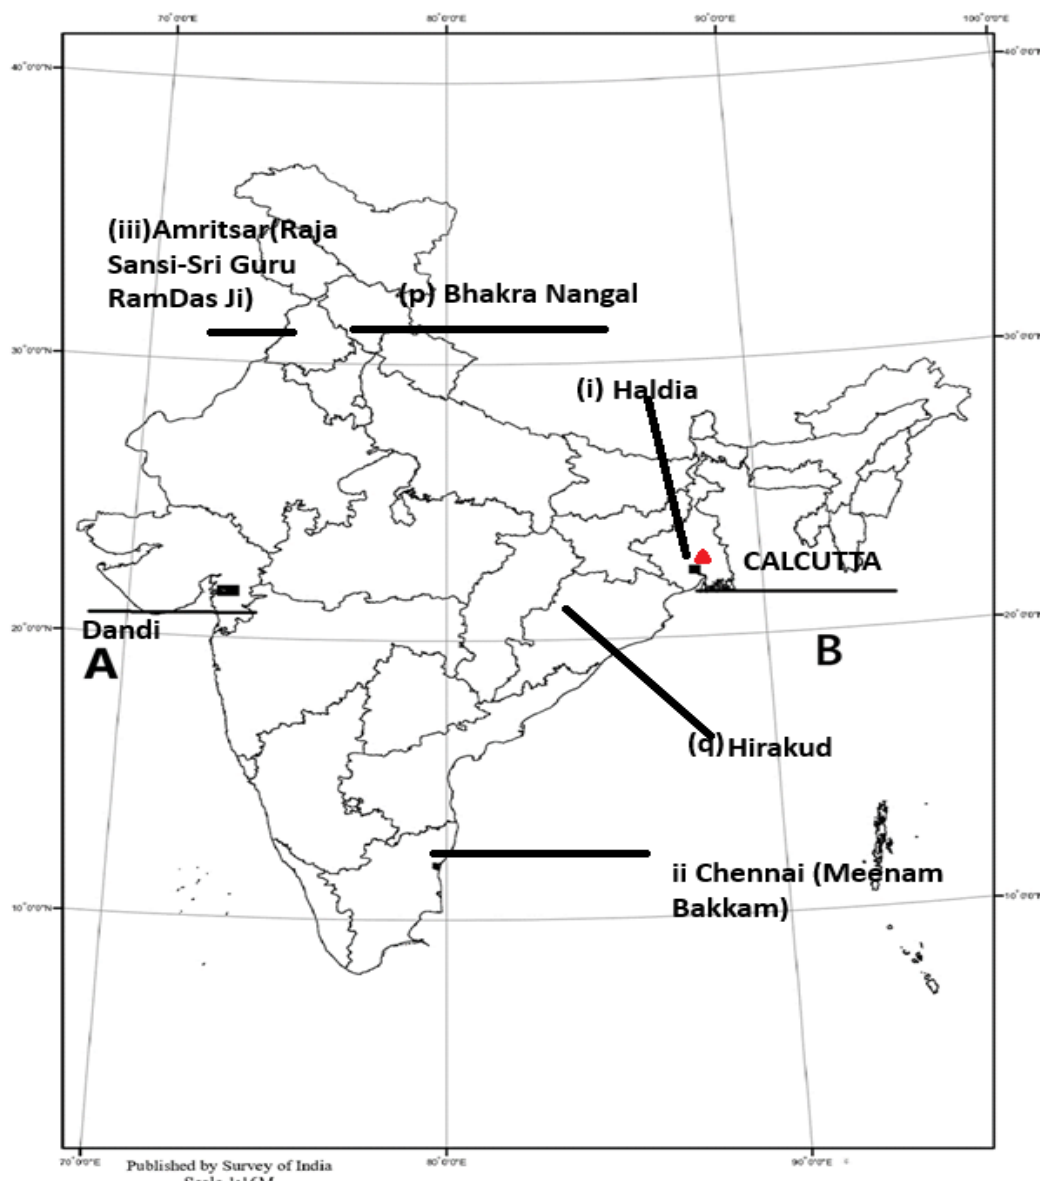 70°0'0"E 80°0'0"E 90°0'0"E 100°0'0"E
40°0'0"N 40°0'0"N
(iii)Amritsar(Raja
Sansi-Sri Guru
RamDas Ji)
(p) Bhakra Nangal
30°0'0"N 30°0'0"N
(i) Haldia
CALCUTTA
20°0'0"N 20°0'0"N
Dandi
A
B
(q) Hirakud
ii Chennai (Meenam
Bakkam)
10°0'0"N 10°0'0"N
70°0'0"E 80°0'0"E 90°0'0"E
Published by Survey of India